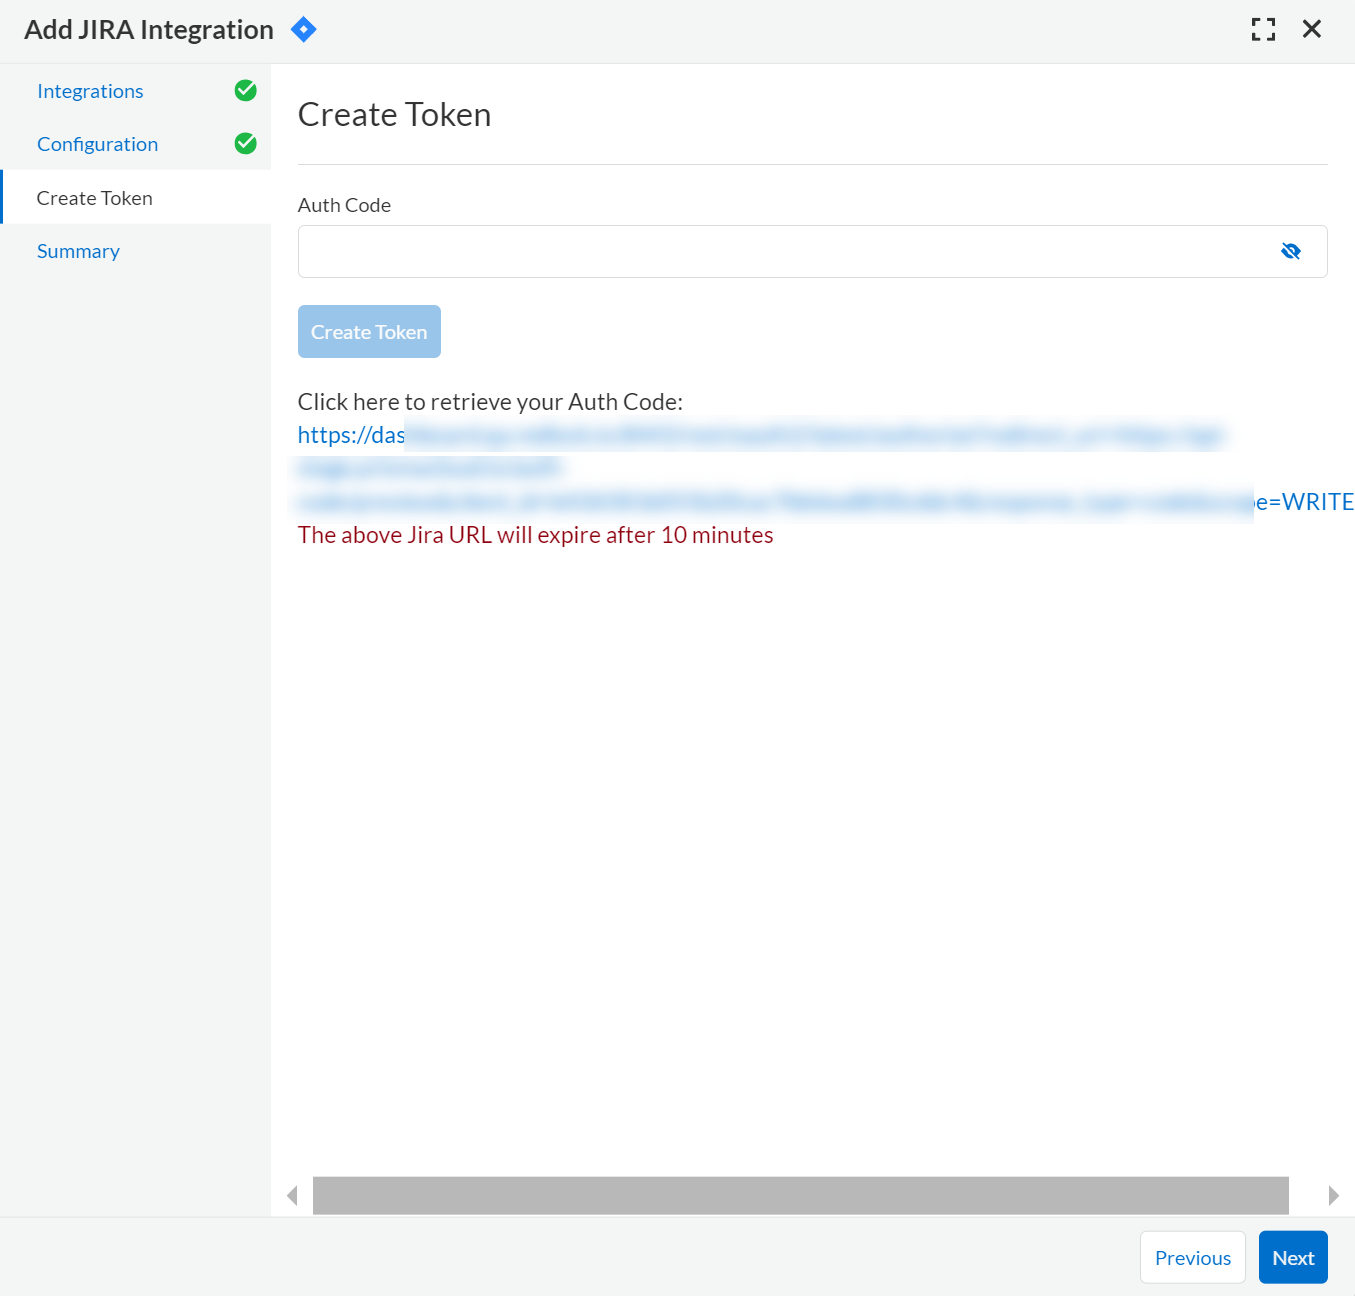 Add JIRA Integration
Integrations
Configuration
Create Token
Summary
Create Token
Auth Code
Create Token
Click here to retrieve your Auth Code:
https://das
e=WRITE
The above Jira URL will expire after 10 minutes
Previous
Next